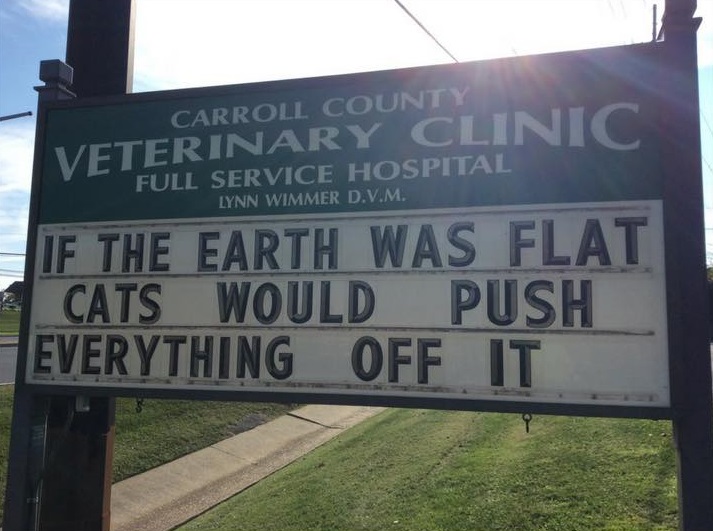 CARROLL COUNTY
VETERINARY CLINIC
FULL SERVICE HOSPITAL
LYNN WIMMER D.V.M.
IF THE EARTH WAS FLAT
CATS WOULD PUSH
EVERYTHING OFF IT